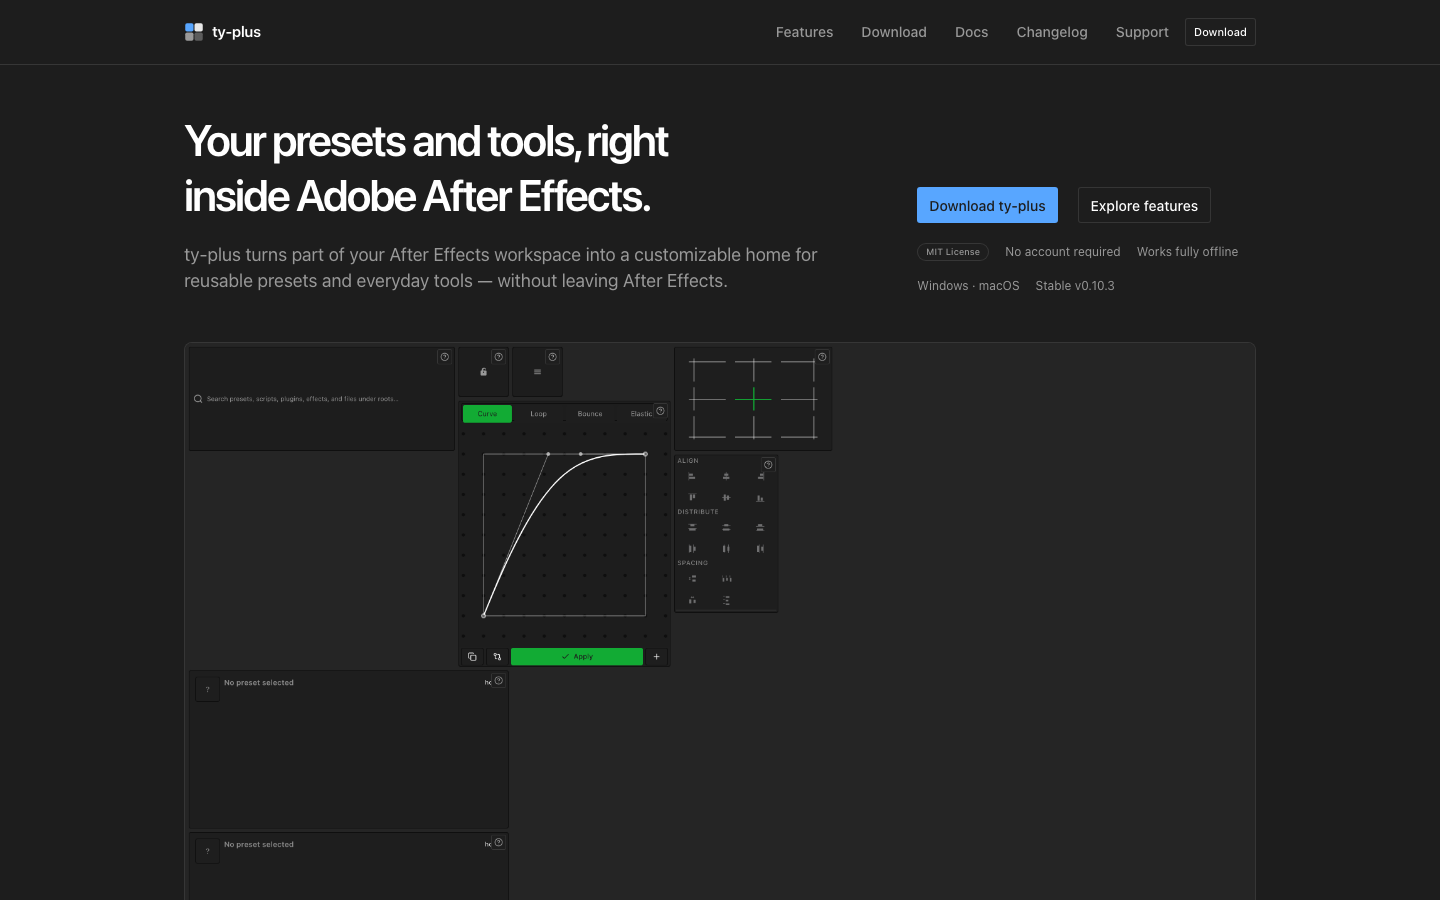 ty-plus
Features
Download
Docs
Changelog
Support
Download
Your presets and tools, right
inside Adobe After Effects.
ty-plus turns part of your After Effects workspace into a customizable home for
reusable presets and everyday tools — without leaving After Effects.
Download ty-plus
Explore features
MIT License
No account required
Works fully offline
Windows · macOS
Stable v0.10.3
Search presets, scripts, plugins, effects, and files under roots...
Curve
Loop
Bounce
Elastic
Apply
ALIGN
DISTRIBUTE
SPACING
?
No preset selected
?
No preset selected